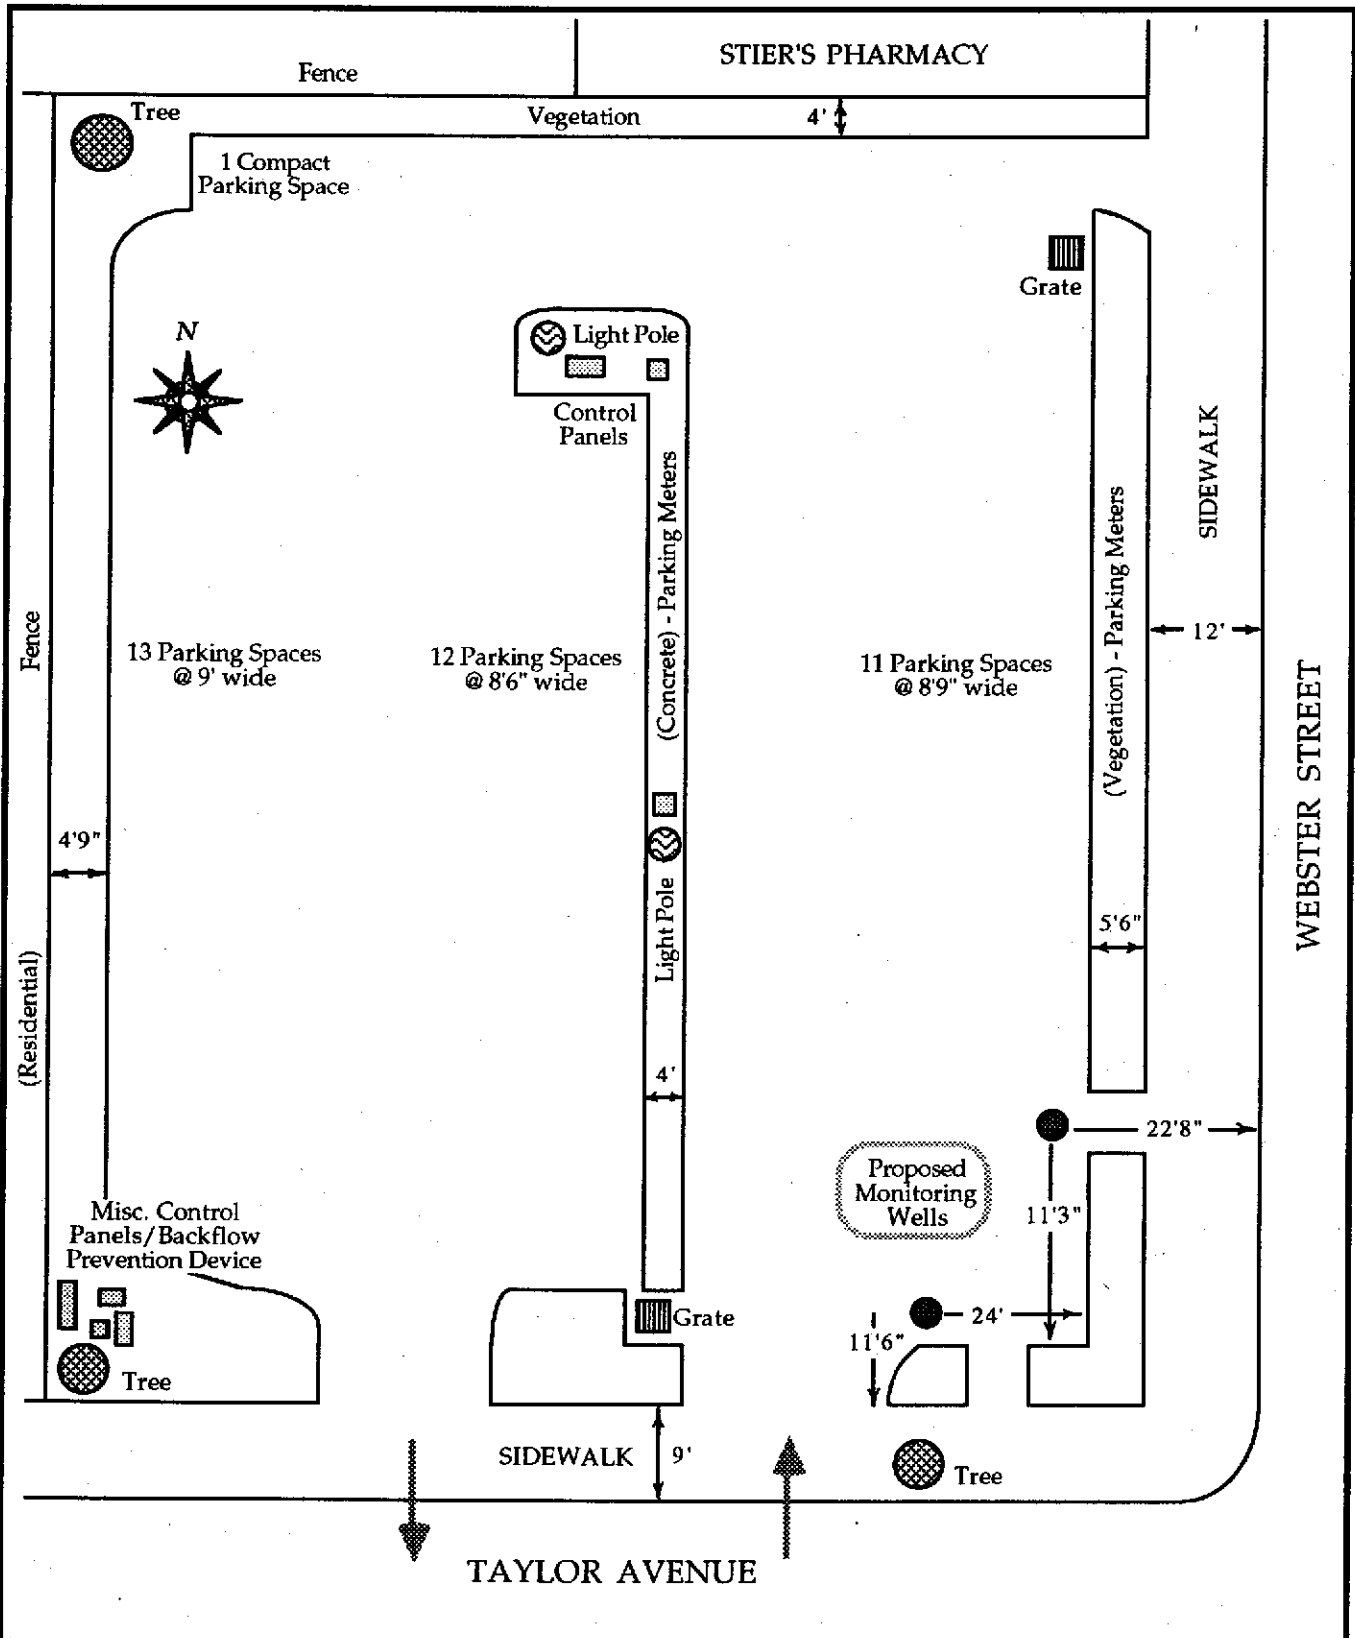 STIER'S PHARMACY
Fence
Tree
Vegetation
4'
1 Compact
Parking Space
Grate
N
Light Pole
Control
Panels
SIDEWALK
(Concrete) - Parking Meters
(Vegetation) - Parking Meters
12'
Fence
13 Parking Spaces
@ 9' wide
12 Parking Spaces
@ 8'6" wide
11 Parking Spaces
@ 8'9" wide
WEBSTER STREET
4'9"
Light Pole
5'6"
(Residential)
4'
22'8"
Proposed
Monitoring
Wells
11'3"
Misc. Control
Panels/Backflow
Prevention Device
Grate
24'
11'6"
Tree
SIDEWALK
9'
Tree
TAYLOR AVENUE